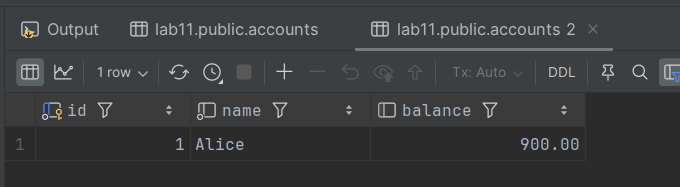 Output lab11.public.accounts lab11.public.accounts 2
1 row Tx: Auto DDL
id name balance
1 1 Alice 900.00